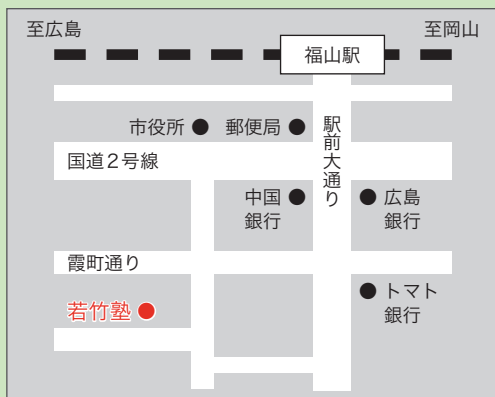 至広島
至岡山
福山駅
市役所
郵便局
駅前大通り
国道2号線
中国
銀行
広島
銀行
霞町通り
トマト
銀行
若竹塾